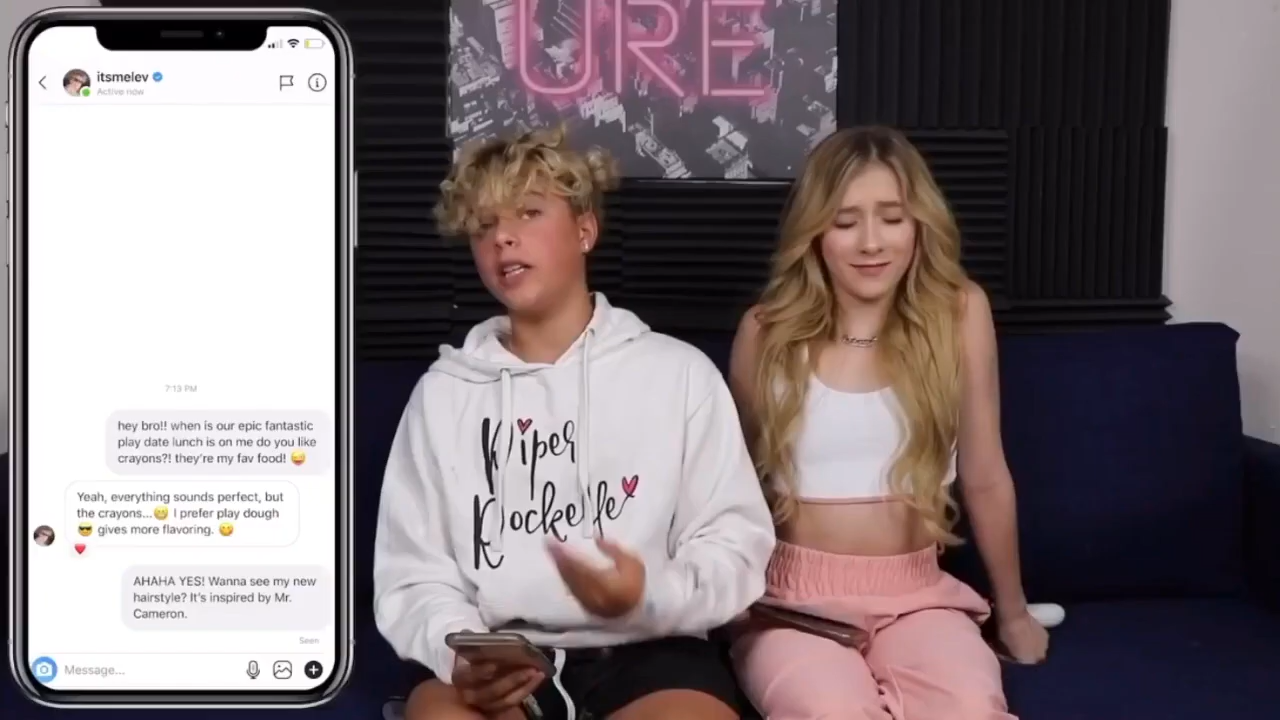 URE
itsmelev
Active now
7:13 PM
hey bro!! when is our epic fantastic
play date lunch is on me do you like
crayons?! they're my fav food! 😜
Yeah, everything sounds perfect, but
the crayons...😬 I prefer play dough
😎 gives more flavoring. 😋
AHAHA YES! Wanna see my new
hairstyle? It's inspired by Mr.
Cameron.
Seen
Message...
Piper
Rockelle